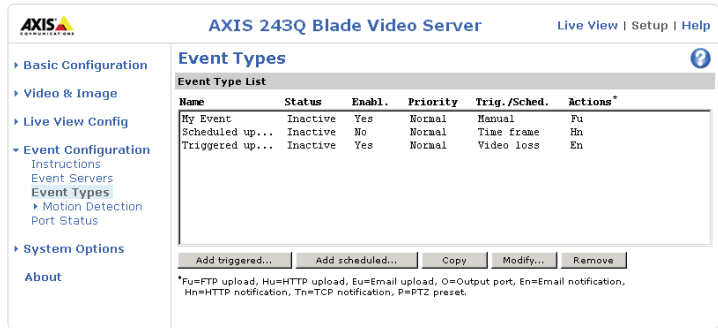 AXIS
COMMUNICATIONS
AXIS 243Q Blade Video Server
Live View | Setup | Help
Basic Configuration
Video & Image
Live View Config
Event Configuration
Instructions
Event Servers
Event Types
Motion Detection
Port Status
System Options
About
Event Types
Event Type List
Name Status Enabl. Priority Trig./Sched. Actions*
My Event Inactive Yes Normal Manual Fu
Scheduled up... Inactive No Normal Time frame Hn
Triggered up... Inactive Yes Normal Video loss En
Add triggered... Add scheduled... Copy Modify... Remove
*Fu=FTP upload, Hu=HTTP upload, Eu=Email upload, O=Output port, En=Email notification,
Hn=HTTP notification, Tn=TCP notification, P=PTZ preset.